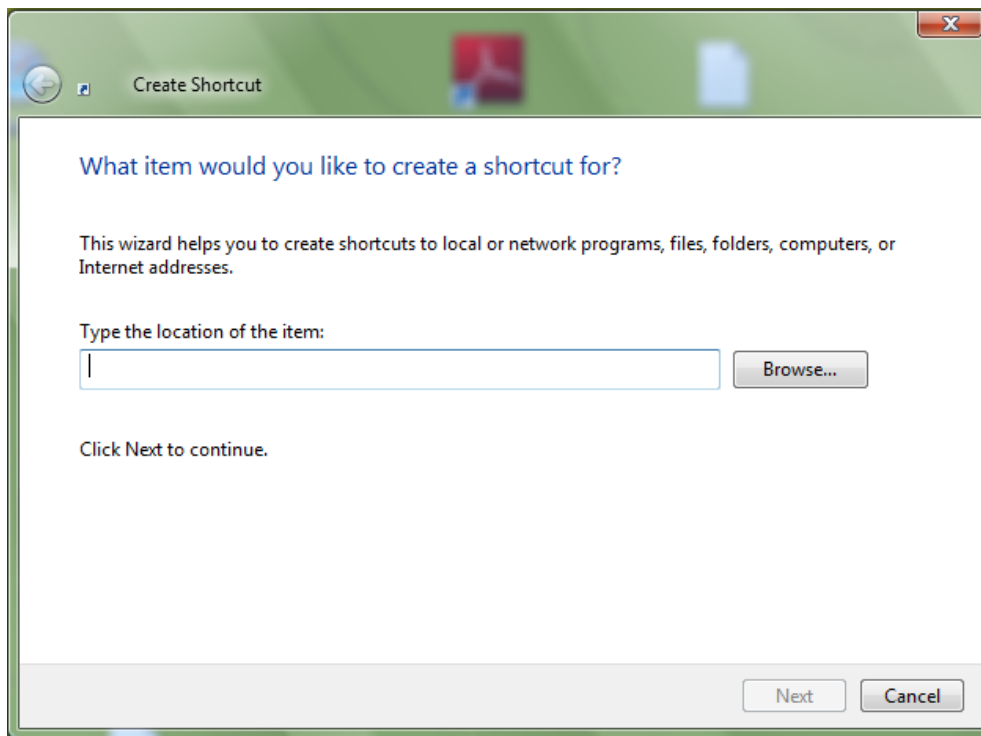 Create Shortcut
What item would you like to create a shortcut for?
This wizard helps you to create shortcuts to local or network programs, files, folders, computers, or
Internet addresses.
Type the location of the item:
Browse...
Click Next to continue.
Next
Cancel